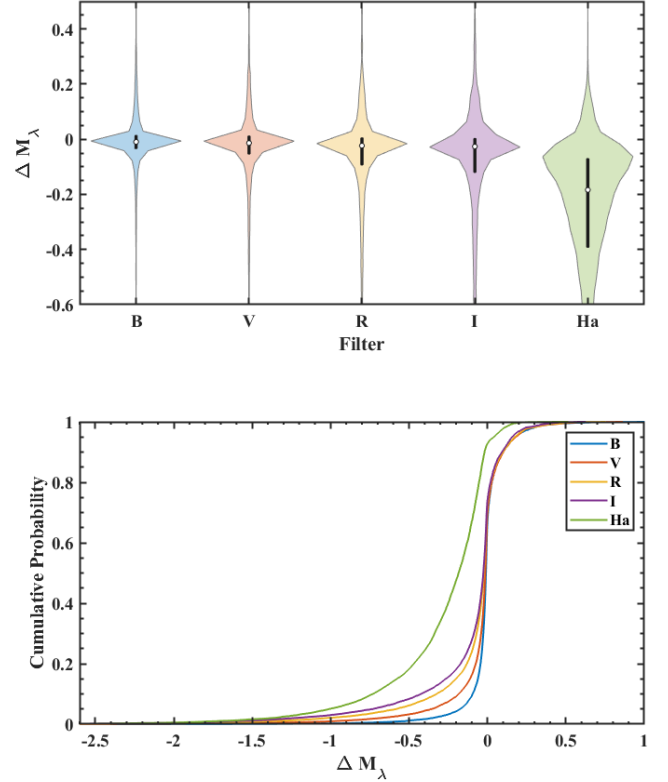 0.4
0.2
0
-0.2
-0.4
-0.6
Δ M_λ
B V R I Ha
Filter
1
0.8
0.6
0.4
0.2
0
Cumulative Probability
B
V
R
I
Ha
-2.5 -2 -1.5 -1 -0.5 0 0.5 1
Δ M_λ